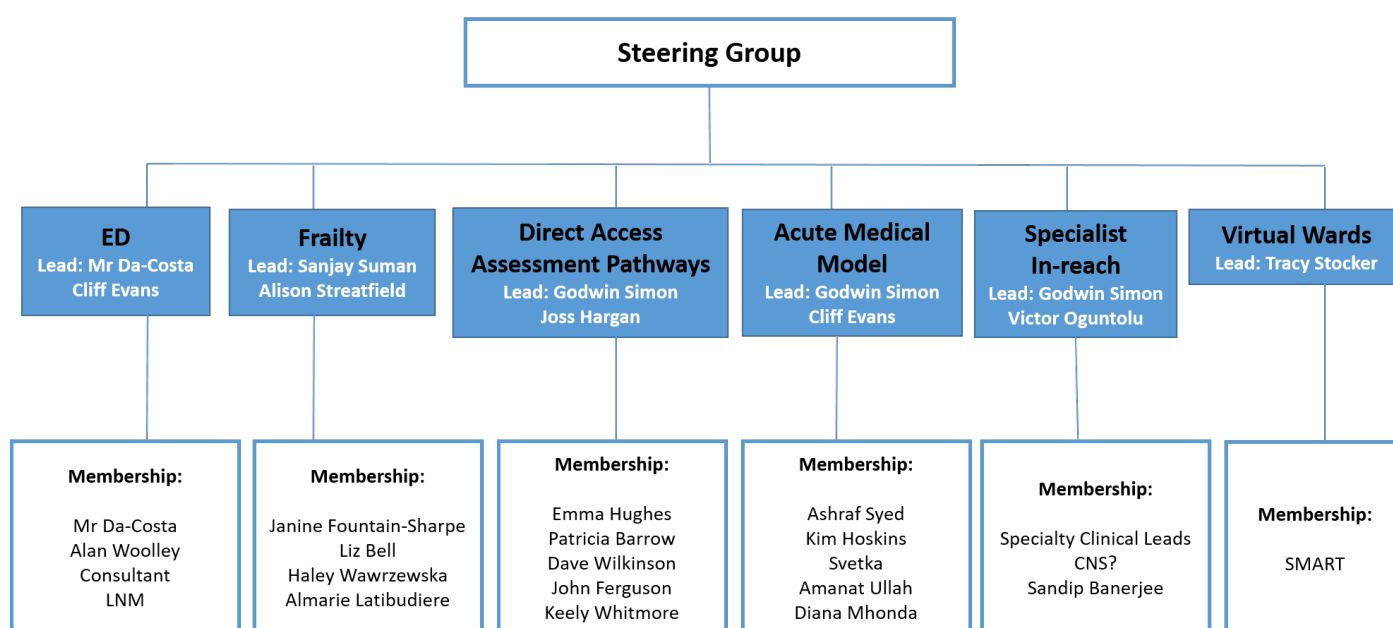 Steering Group
ED
Lead: Mr Da-Costa
Cliff Evans
Frailty
Lead: Sanjay Suman
Alison Streatfield
Direct Access
Assessment Pathways
Lead: Godwin Simon
Joss Hargan
Acute Medical
Model
Lead: Godwin Simon
Cliff Evans
Specialist
In-reach
Lead: Godwin Simon
Victor Oguntolu
Virtual Wards
Lead: Tracy Stocker
Membership:
Mr Da-Costa
Alan Woolley
Consultant
LNM
Membership:
Janine Fountain-Sharpe
Liz Bell
Haley Wawrzewska
Almarie Latibudiere
Membership:
Emma Hughes
Patricia Barrow
Dave Wilkinson
John Ferguson
Keely Whitmore
Membership:
Ashraf Syed
Kim Hoskins
Svetka
Amanat Ullah
Diana Mhonda
Membership:
Specialty Clinical Leads
CNS?
Sandip Banerjee
Membership:
SMART